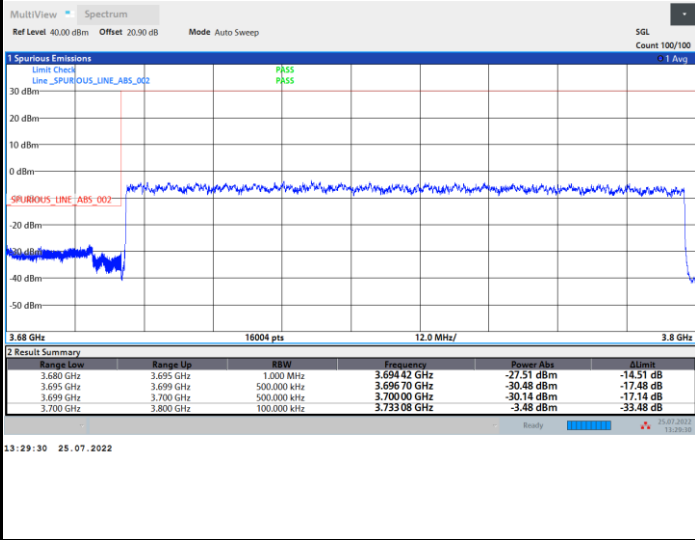 MultiView Spectrum
Ref Level 40.00 dBm Offset 20.90 dB Mode Auto Sweep SGL
Count 100/100
1 Spurious Emissions 1 Avg
Limit Check PASS
Line _SPURIOUS_LINE_ABS_002 PASS
30 dBm
20 dBm
10 dBm
0 dBm
_SPURIOUS_LINE_ABS_002
-20 dBm
-30 dBm
-40 dBm
-50 dBm
3.68 GHz 16004 pts 12.0 MHz/ 3.8 GHz
2 Result Summary
Range Low Range Up RBW Frequency Power Abs ΔLimit
3.680 GHz 3.695 GHz 1.000 MHz 3.694 42 GHz -27.51 dBm -14.51 dB
3.695 GHz 3.699 GHz 500.000 kHz 3.696 70 GHz -30.48 dBm -17.48 dB
3.699 GHz 3.700 GHz 500.000 kHz 3.700 00 GHz -30.14 dBm -17.14 dB
3.700 GHz 3.800 GHz 100.000 kHz 3.733 08 GHz -3.48 dBm -33.48 dB
Ready 25.07.2022
13:29:30
13:29:30 25.07.2022